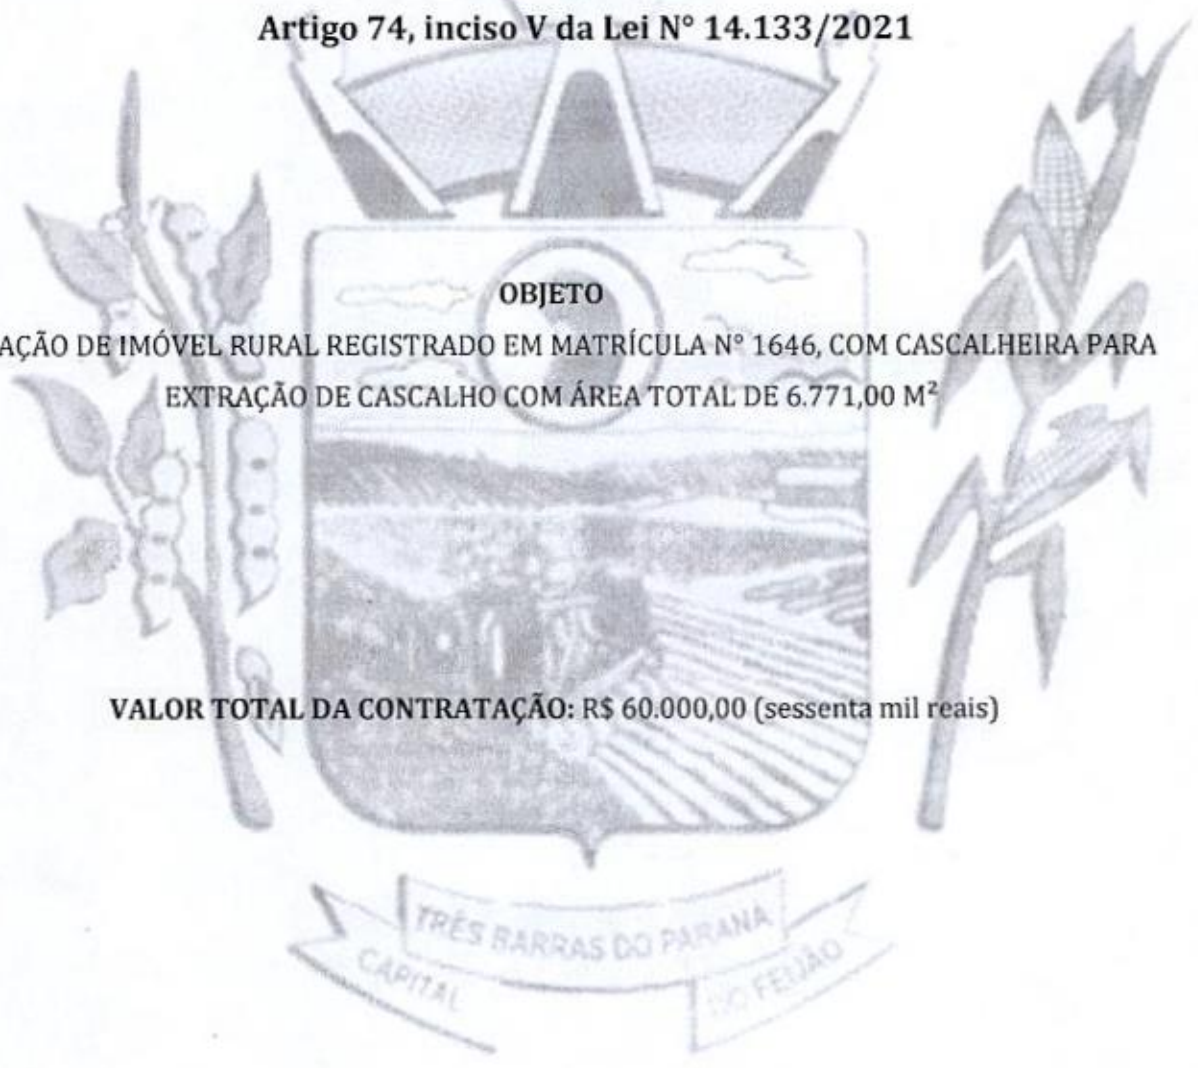 Artigo 74, inciso V da Lei N° 14.133/2021
OBJETO
AÇÃO DE IMÓVEL RURAL REGISTRADO EM MATRÍCULA N° 1646, COM CASCALHEIRA PARA
EXTRAÇÃO DE CASCALHO COM ÁREA TOTAL DE 6.771,00 M²
VALOR TOTAL DA CONTRATAÇÃO: R$ 60.000,00 (sessenta mil reais)
TRÊS BARRAS DO PARANA
CAPITAL
DO FEIJÃO